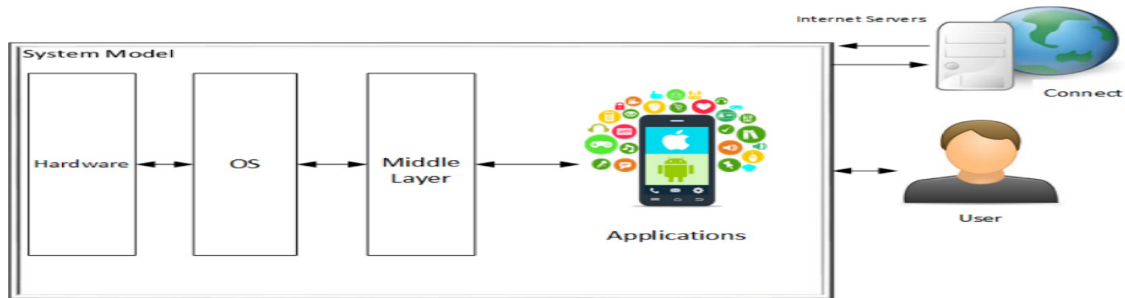 Internet Servers
System Model
Connect
Hardware
OS
Middle
Layer
User
Applications